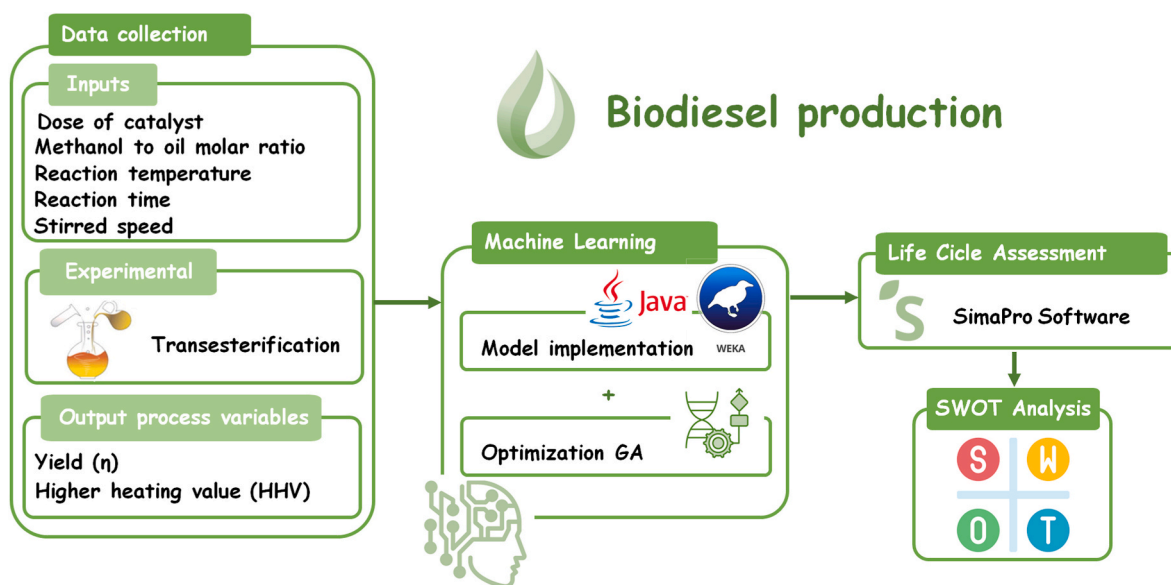 Data collection
Inputs
Dose of catalyst
Methanol to oil molar ratio
Reaction temperature
Reaction time
Stirred speed
Experimental
Transesterification
Output process variables
Yield (η)
Higher heating value (HHV)
Biodiesel production
Machine Learning
Java
WEKA
Model implementation
+
Optimization GA
Life Cicle Assessment
S
SimaPro Software
SWOT Analysis
S W
O T